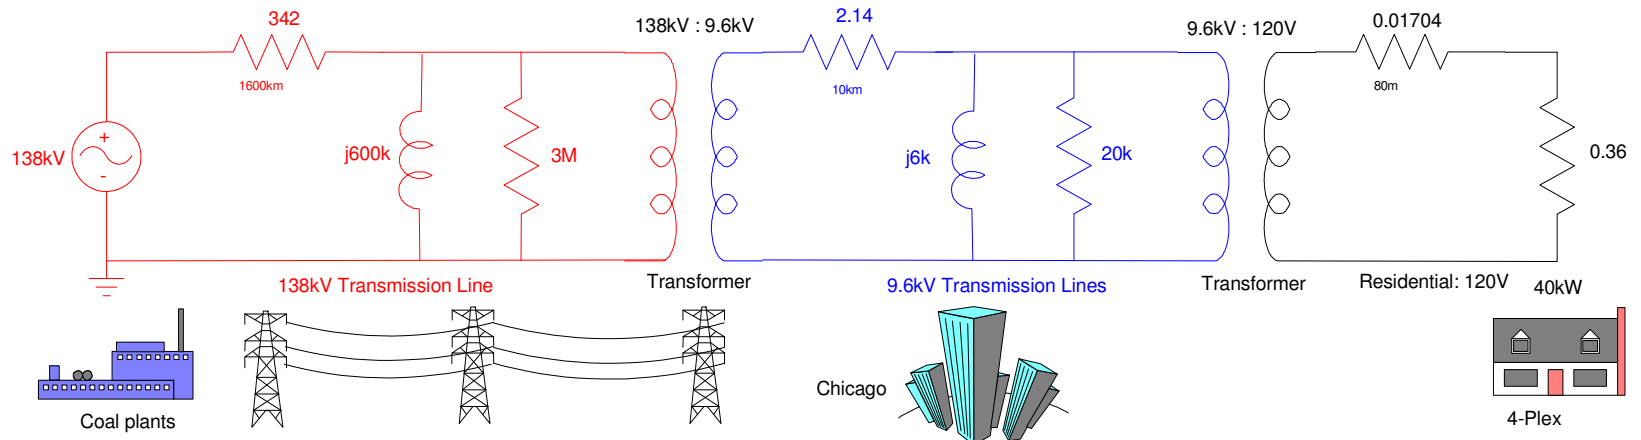 342
138kV : 9.6kV
2.14
9.6kV : 120V
0.01704
1600km
10km
80m
+
-
138kV
j600k
3M
j6k
20k
0.36
138kV Transmission Line
Transformer
9.6kV Transmission Lines
Transformer
Residential: 120V
40kW
Coal plants
Chicago
4-Plex